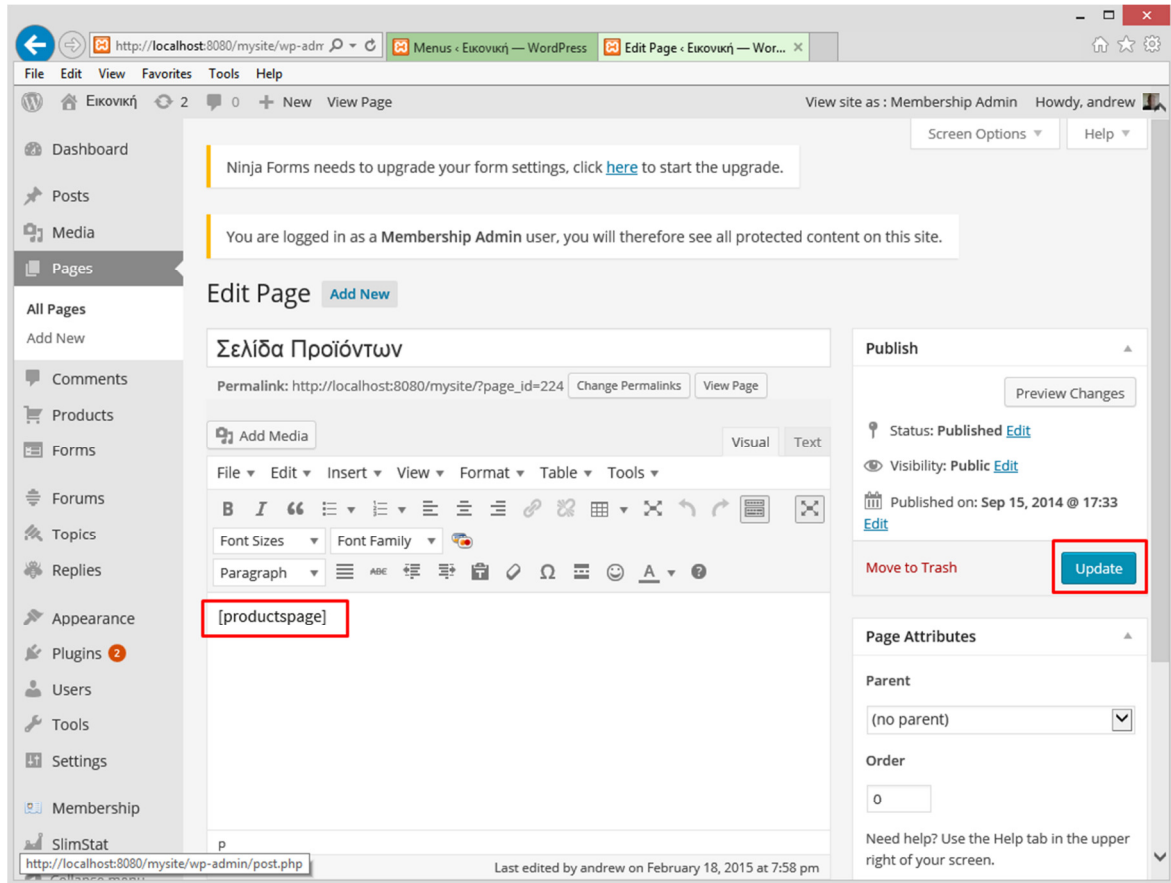 http://localhost:8080/mysite/wp-adm
Menus ‹ Εικονική — WordPress
Edit Page ‹ Εικονική — Wor...
File Edit View Favorites Tools Help
Εικονική 2 0 + New View Page
View site as : Membership Admin Howdy, andrew
Screen Options Help
Dashboard
Posts
Media
Pages
All Pages
Add New
Comments
Products
Forms
Forums
Topics
Replies
Appearance
Plugins 2
Users
Tools
Settings
Membership
SlimStat
http://localhost:8080/mysite/wp-admin/post.php
Collapse menu
Ninja Forms needs to upgrade your form settings, click here to start the upgrade.
You are logged in as a Membership Admin user, you will therefore see all protected content on this site.
Edit Page Add New
Σελίδα Προϊόντων
Permalink: http://localhost:8080/mysite/?page_id=224 Change Permalinks View Page
Add Media
Visual Text
File Edit Insert View Format Table Tools
B I
Font Sizes Font Family
Paragraph ABC Ω A
[productspage]
p
Last edited by andrew on February 18, 2015 at 7:58 pm
Publish
Preview Changes
Status: Published Edit
Visibility: Public Edit
Published on: Sep 15, 2014 @ 17:33
Edit
Move to Trash Update
Page Attributes
Parent
(no parent)
Order
0
Need help? Use the Help tab in the upper
right of your screen.